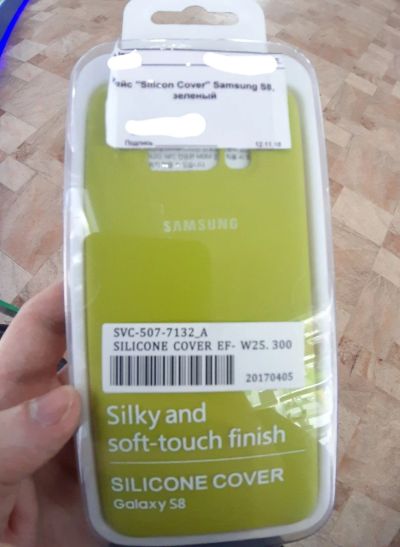 "Silicon Cover" Samsung S8,
зеленый
Подпись 12.11.18
SAMSUNG
SVC-507-7132_A
SILICONE COVER EF- W25.300
20170405
Silky and
soft-touch finish
SILICONE COVER
Galaxy S8